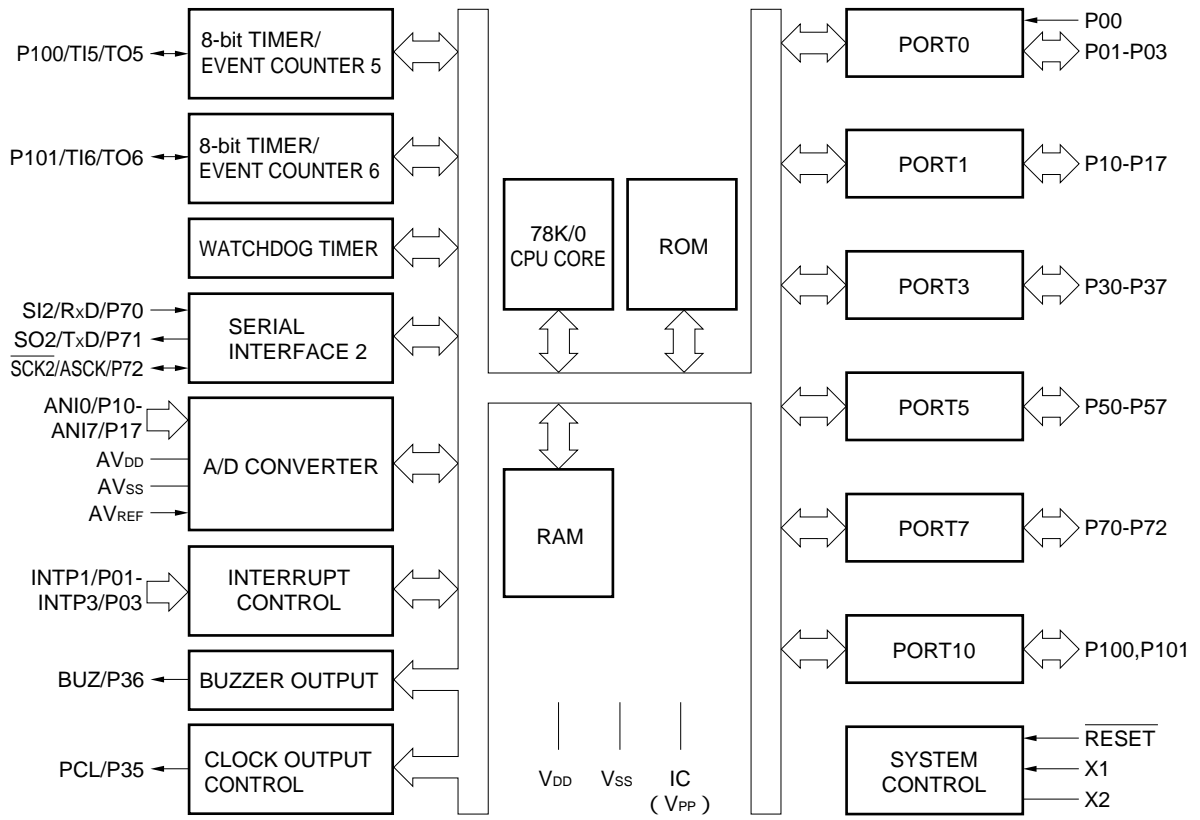 P100/TI5/TO5
8-bit TIMER/
EVENT COUNTER 5
P101/TI6/TO6
8-bit TIMER/
EVENT COUNTER 6
WATCHDOG TIMER
SI2/RxD/P70
SO2/TxD/P71
SCK2/ASCK/P72
SERIAL
INTERFACE 2
ANI0/P10-
ANI7/P17
AVDD
AVSS
AVREF
A/D CONVERTER
INTP1/P01-
INTP3/P03
INTERRUPT
CONTROL
BUZ/P36
BUZZER OUTPUT
PCL/P35
CLOCK OUTPUT
CONTROL
78K/0
CPU CORE
ROM
RAM
VDD
VSS
IC
( VPP )
PORT0
P00
P01-P03
PORT1
P10-P17
PORT3
P30-P37
PORT5
P50-P57
PORT7
P70-P72
PORT10
P100,P101
SYSTEM
CONTROL
RESET
X1
X2